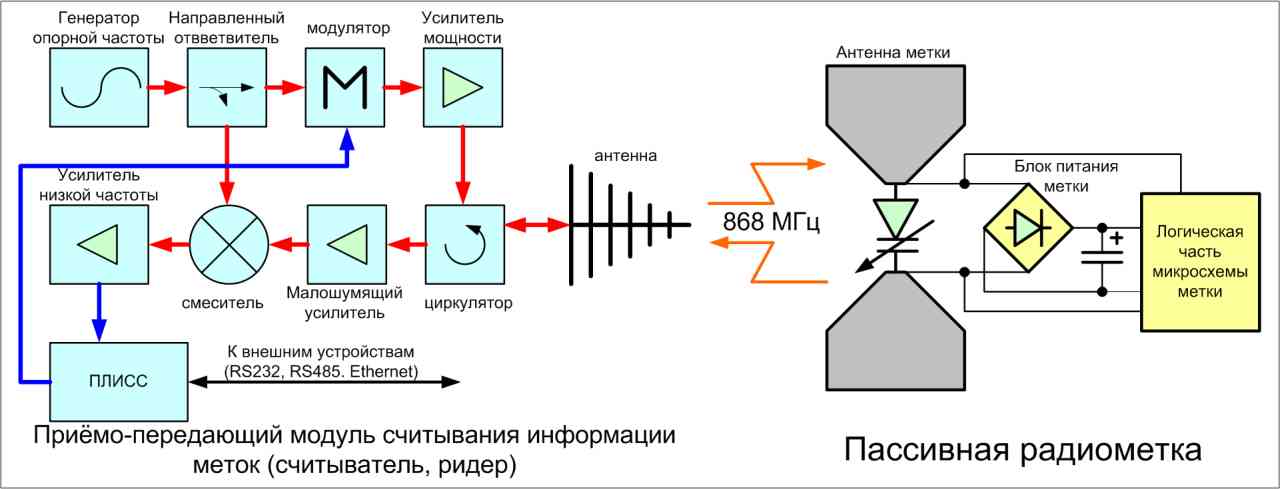 Генератор
опорной частоты
Направленный
отвветвитель
модулятор
Усилитель
мощности
Усилитель
низкой частоты
смеситель
Малошумящий
усилитель
циркулятор
антенна
ПЛИСС
К внешним устройствам
(RS232, RS485. Ethernet)
Приёмо-передающий модуль считывания информации
меток (считыватель, ридер)
868 МГц
Антенна метки
Блок питания
метки
+
Логическая
часть
микросхемы
метки
Пассивная радиометка